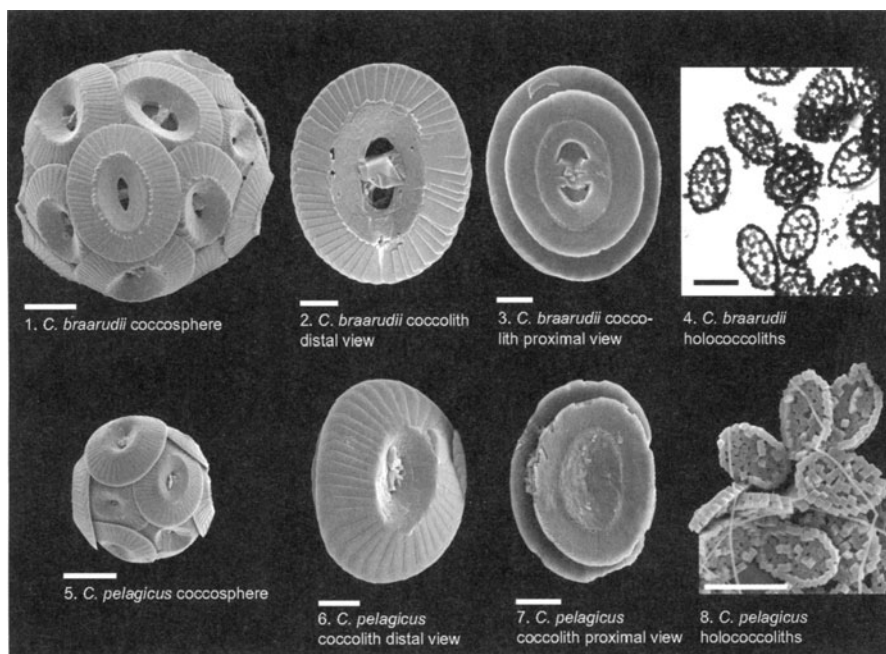 1. C. braarudii coccosphere
2. C. braarudii coccolith
distal view
3. C. braarudii cocco-
lith proximal view
4. C. braarudii
holococcoliths
5. C. pelagicus coccosphere
6. C. pelagicus
coccolith distal view
7. C. pelagicus
coccolith proximal view
8. C. pelagicus
holococcoliths